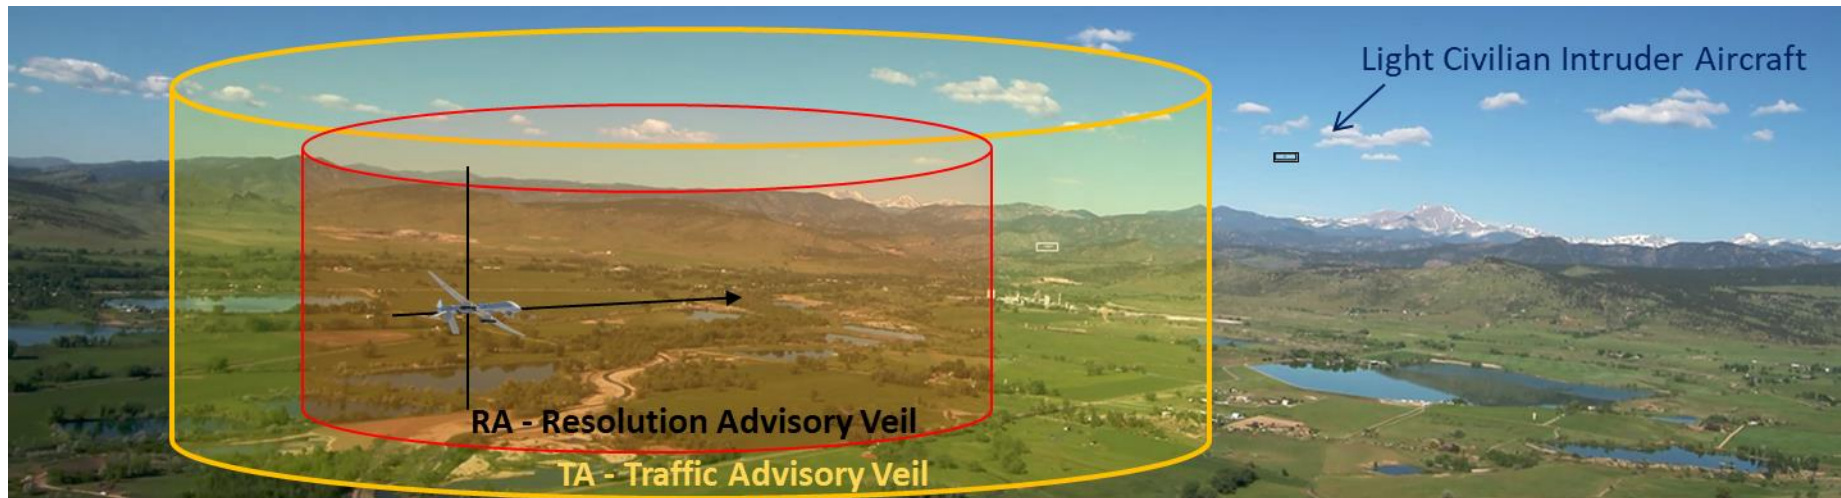 Light Civilian Intruder Aircraft
RA - Resolution Advisory Veil
TA - Traffic Advisory Veil